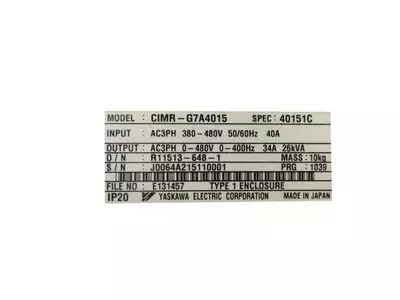 MODEL : CIMR-G7A4015 SPEC: 40151C
INPUT : AC3PH 380-480V 50/60Hz 40A
OUTPUT : AC3PH 0-480V 0-400Hz 34A 26kVA
O / N : R11513-648-1 MASS: 10kg
S / N : J0064A215110001 PRG : 1039
FILE NO : E131457 TYPE 1 ENCLOSURE
IP20 YASKAWA ELECTRIC CORPORATION MADE IN JAPAN